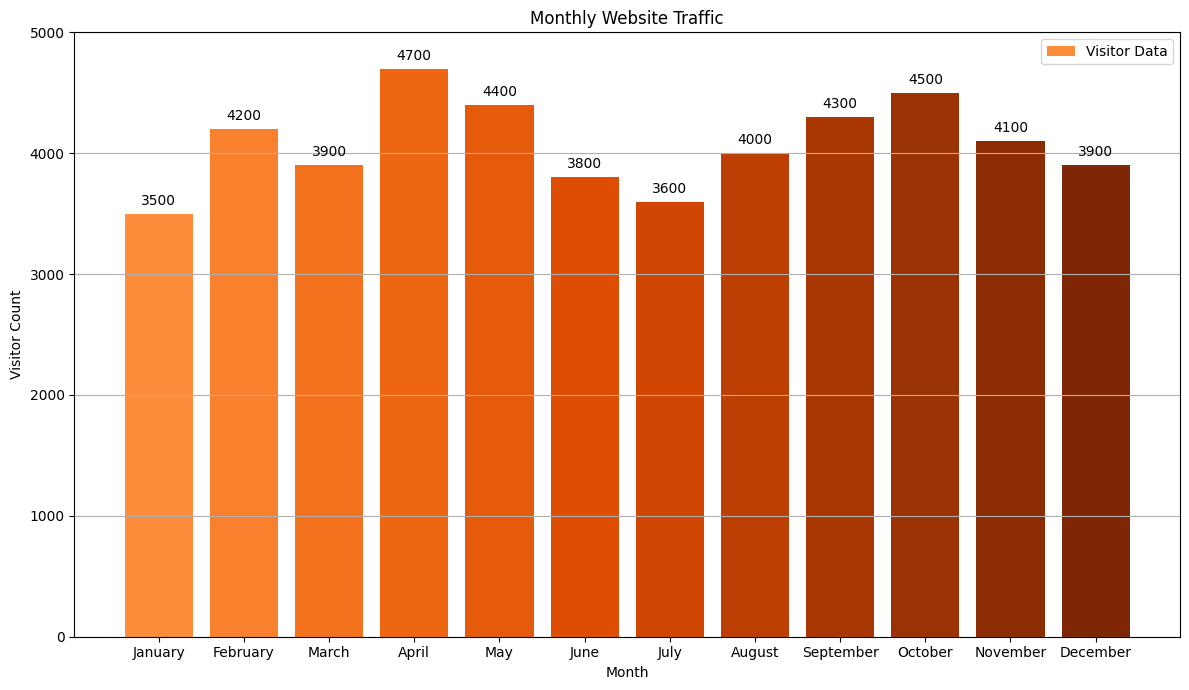 Monthly Website Traffic
Visitor Data
5000
4000
3000
2000
1000
0
Visitor Count
3500
4200
3900
4700
4400
3800
3600
4000
4300
4500
4100
3900
January
February
March
April
May
June
July
August
September
October
November
December
Month